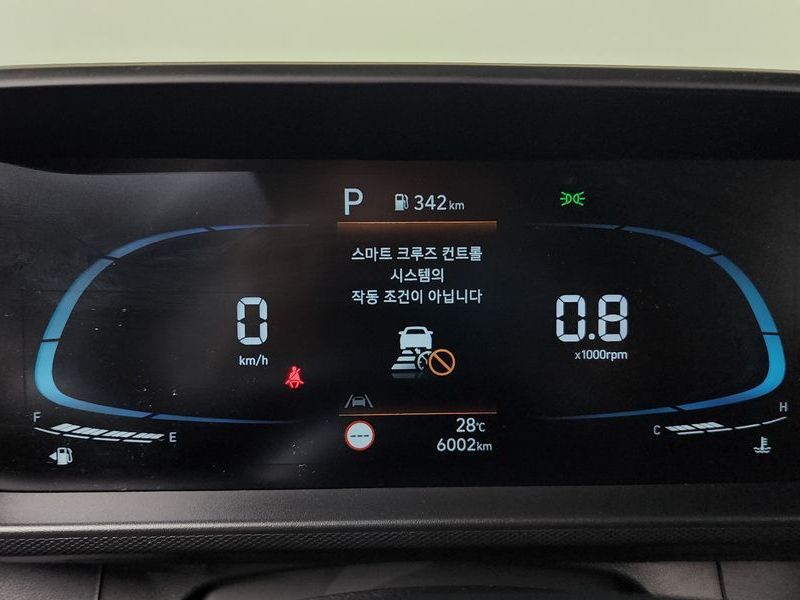 P 342km
스마트 크루즈 컨트롤
시스템의
작동 조건이 아닙니다
0
km/h
0.8
x1000rpm
F
E
C
H
---
28℃
6002km